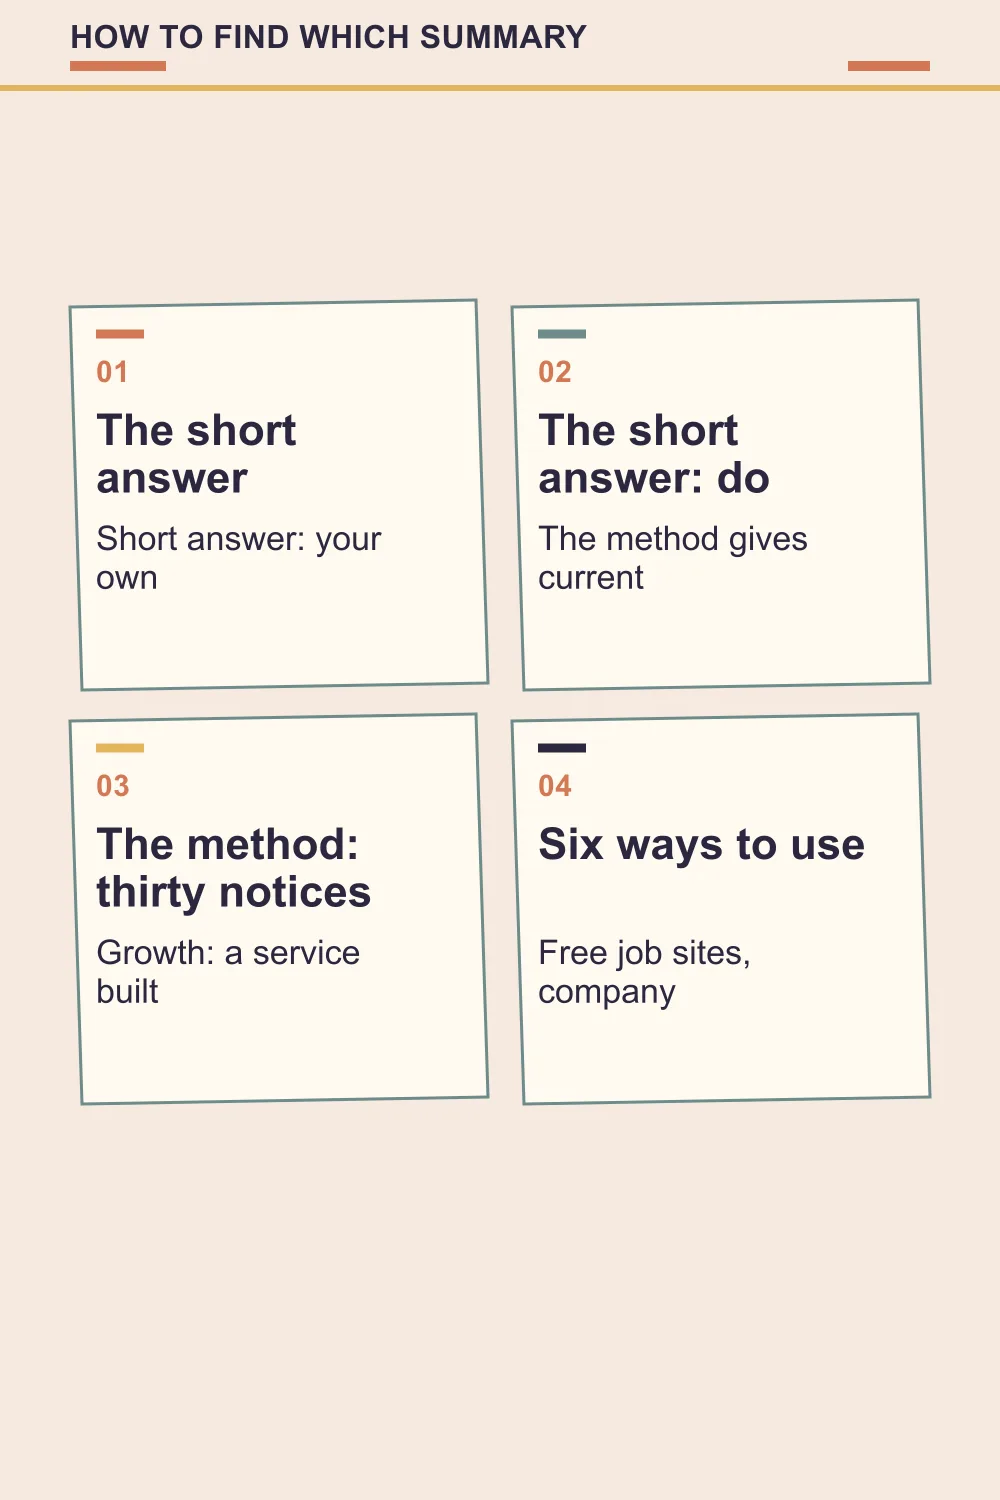 HOW TO FIND WHICH SUMMARY
01
The short
answer
Short answer: your
own
02
The short
answer: do
The method gives
current
03
The method:
thirty notices
Growth: a service
built
04
Six ways to use
Free job sites,
company